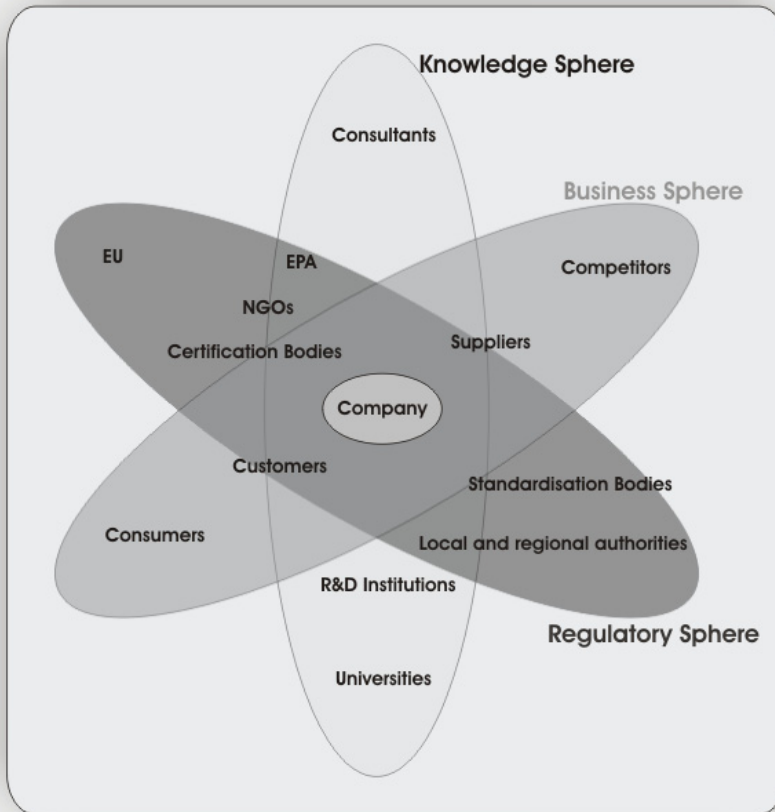 Knowledge Sphere
Consultants
Business Sphere
EU
EPA
Competitors
NGOs
Suppliers
Certification Bodies
Company
Customers
Standardisation Bodies
Consumers
Local and regional authorities
R&D Institutions
Regulatory Sphere
Universities